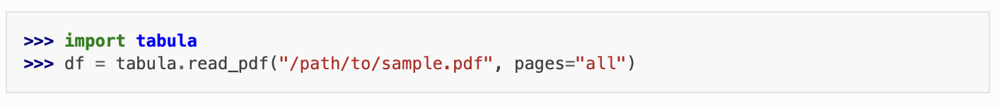 >>> import tabula
>>> df = tabula.read_pdf("/path/to/sample.pdf", pages="all")